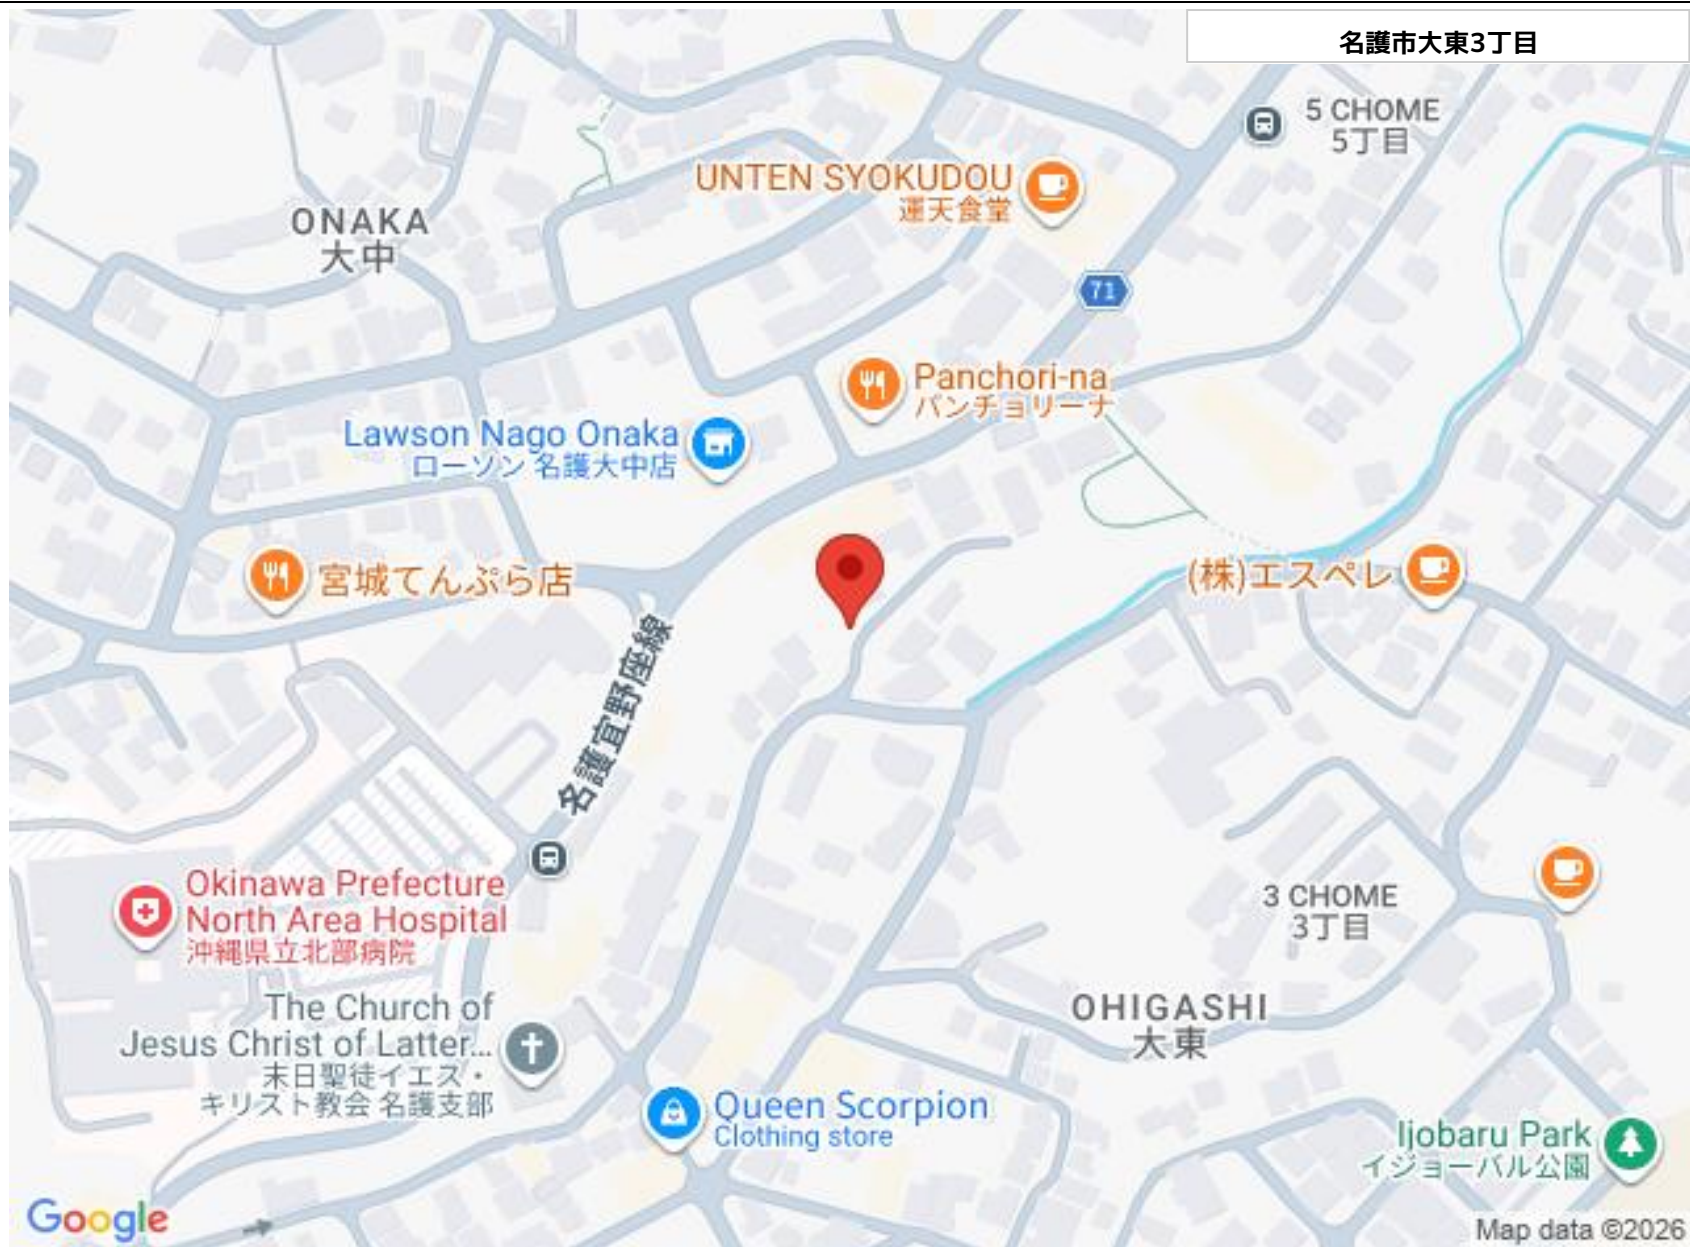 名護市大東3丁目
5 CHOME
5丁目
UNTEN SYOKUDOU
運天食堂
ONAKA
大中
71
Panchori-na
パンチョリーナ
Lawson Nago Onaka
ローソン 名護大中店
宮城てんぷら店
(株)エスペレ
名護宜野座線
Okinawa Prefecture
North Area Hospital
沖縄県立北部病院
3 CHOME
3丁目
The Church of
Jesus Christ of Latter...
末日聖徒イエス・
キリスト教会 名護支部
OHIGASHI
大東
Queen Scorpion
Clothing store
Ijobaru Park
イジョーバル公園
Google
Map data ©2026